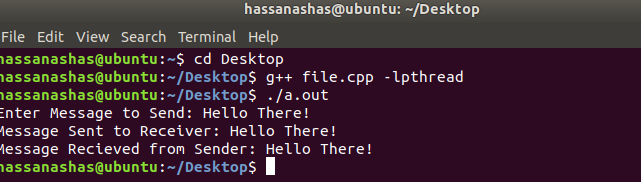 hassanashas@ubuntu: ~/Desktop
File Edit View Search Terminal Help
hassanashas@ubuntu:~$ cd Desktop
hassanashas@ubuntu:~/Desktop$ g++ file.cpp -lpthread
hassanashas@ubuntu:~/Desktop$ ./a.out
Enter Message to Send: Hello There!
Message Sent to Receiver: Hello There!
Message Recieved from Sender: Hello There!
hassanashas@ubuntu:~/Desktop$